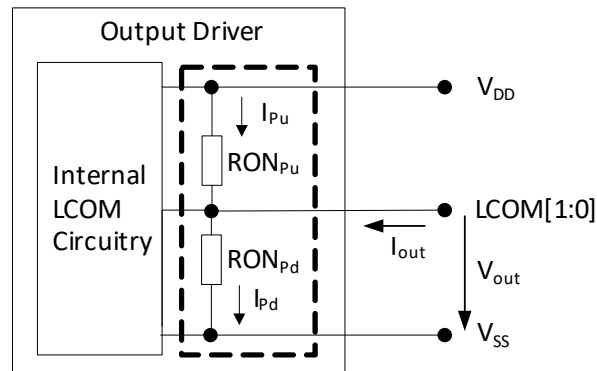 Output Driver
Internal
LCOM
Circuitry
I_Pu
RON_Pu
RON_Pd
I_Pd
V_DD
LCOM[1:0]
I_out
V_out
V_SS